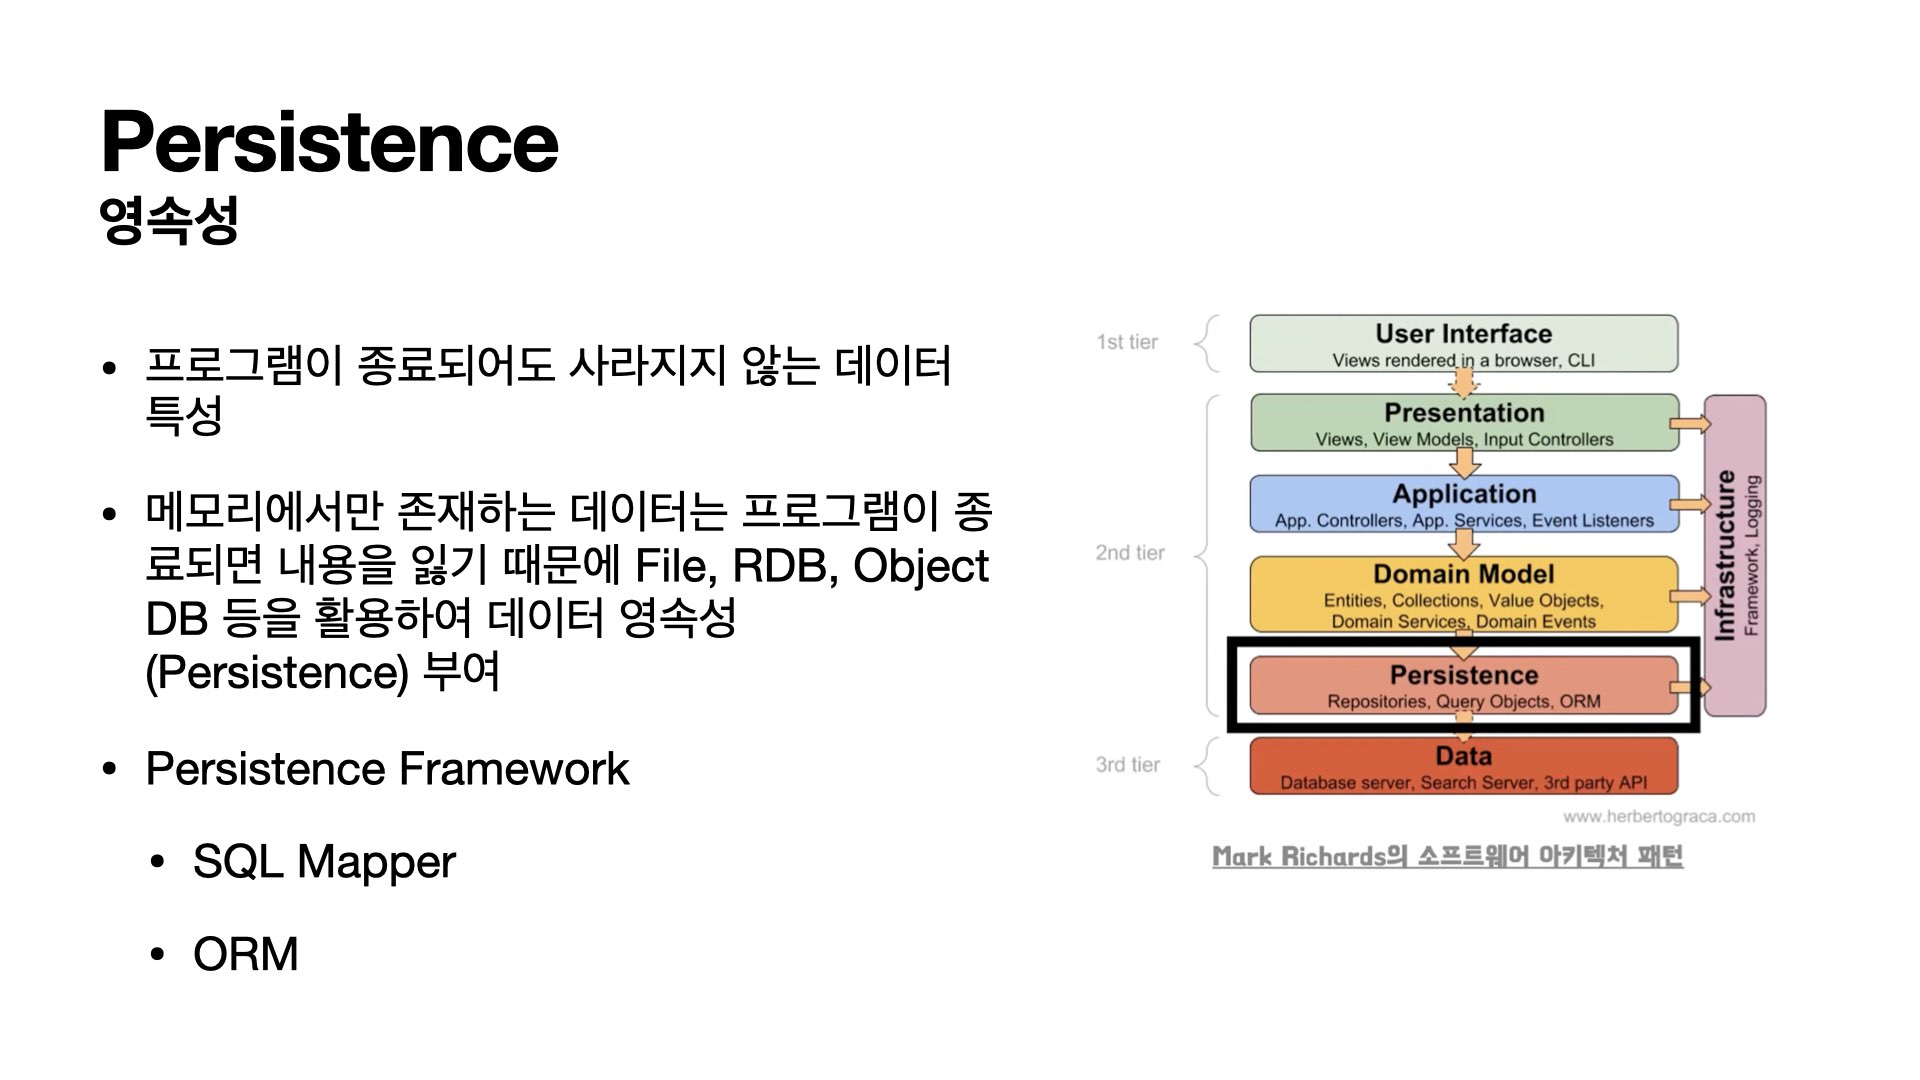 Persistence
영속성
• 프로그램이 종료되어도 사라지지 않는 데이터
특성
• 메모리에서만 존재하는 데이터는 프로그램이 종
료되면 내용을 잃기 때문에 File, RDB, Object
DB 등을 활용하여 데이터 영속성
(Persistence) 부여
• Persistence Framework
• SQL Mapper
• ORM
1st tier
User Interface
Views rendered in a browser, CLI
2nd tier
Presentation
Views, View Models, Input Controllers
Application
App. Controllers, App. Services, Event Listeners
Domain Model
Entities, Collections, Value Objects,
Domain Services, Domain Events
Persistence
Repositories, Query Objects, ORM
Infrastructure
Framework, Logging
3rd tier
Data
Database server, Search Server, 3rd party API
www.herbertograca.com
Mark Richards의 소프트웨어 아키텍처 패턴